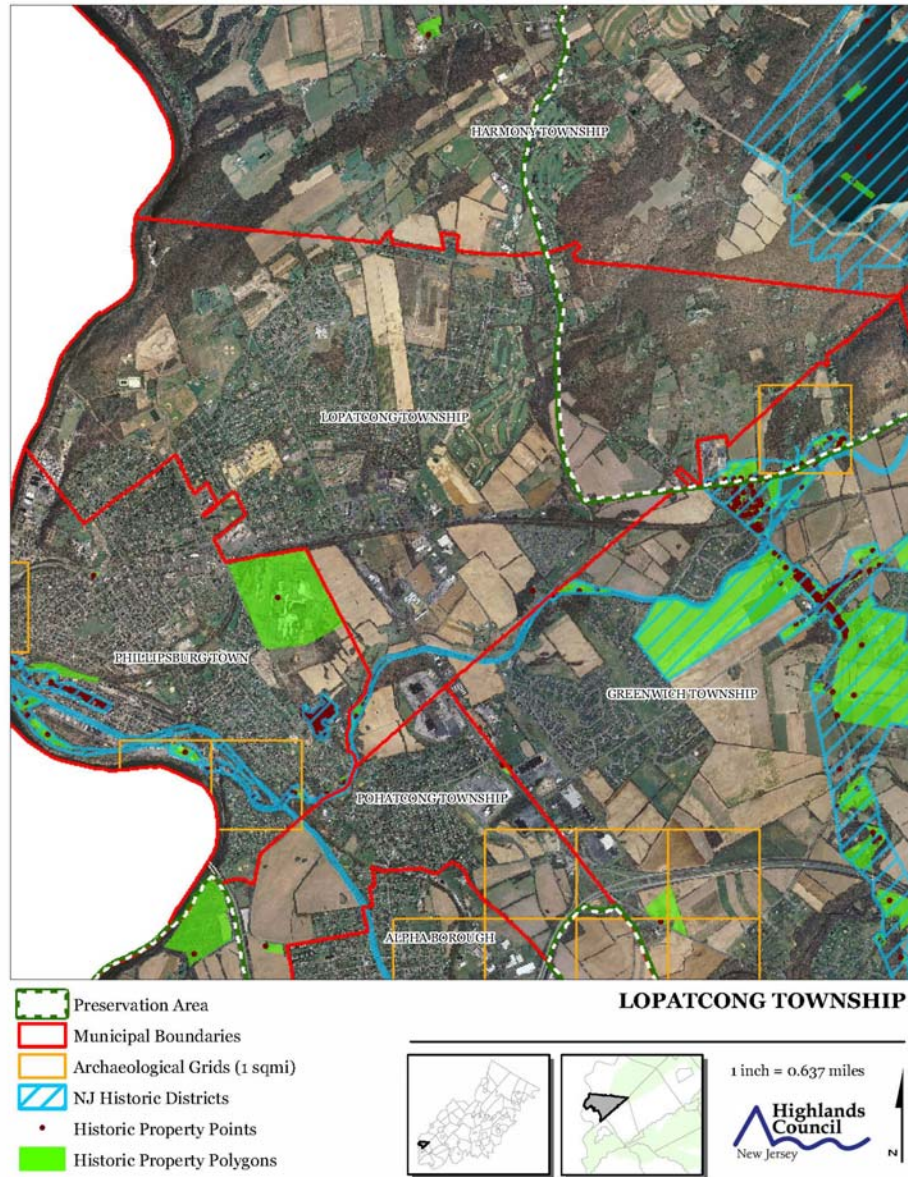 HARMONY TOWNSHIP
LOPATCONG TOWNSHIP
PHILLIPSBURG TOWN
GREENWICH TOWNSHIP
POHATCONG TOWNSHIP
ALPHA BOROUGH
Preservation Area
Municipal Boundaries
Archaeological Grids (1 sqmi)
NJ Historic Districts
Historic Property Points
Historic Property Polygons
LOPATCONG TOWNSHIP
1 inch = 0.637 miles
Highlands
Council
New Jersey
N